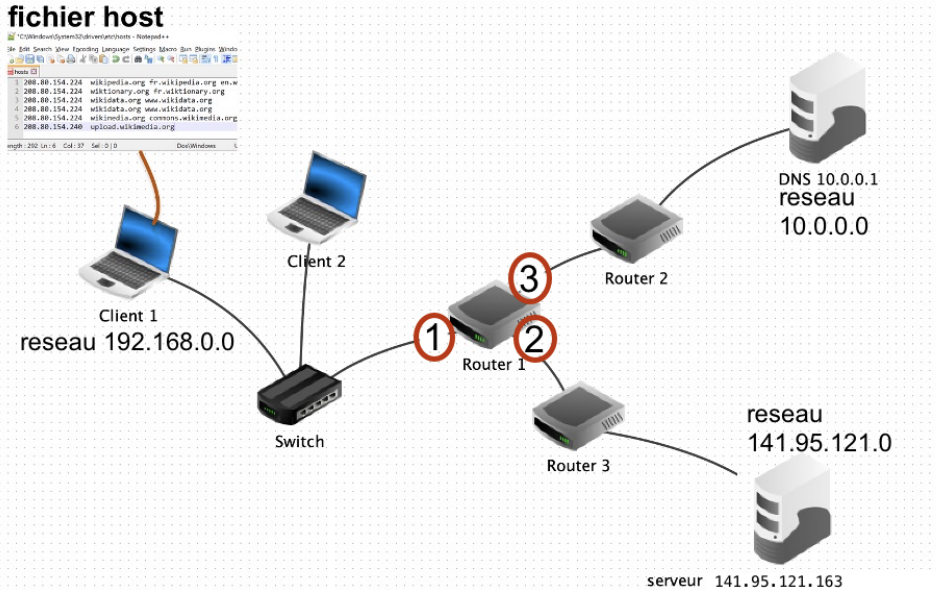 fichier host
*C:\Windows\System32\drivers\etc\hosts - Notepad++
File Edit Search View Encoding Language Settings Macro Run Plugins Windo
hosts
1 208.80.154.224 wikipedia.org fr.wikipedia.org en.w
2 208.80.154.224 wiktionary.org fr.wiktionary.org
3 208.80.154.224 wikidata.org www.wikidata.org
4 208.80.154.224 wikidata.org www.wikidata.org
5 208.80.154.224 wikimedia.org commons.wikimedia.org
6 208.80.154.240 upload.wikimedia.org
ength : 292 Ln : 6 Col : 37 Sel : 0 | 0 Dos\Windows U
DNS 10.0.0.1
reseau
10.0.0.0
Client 2
Router 2
3
Client 1
reseau 192.168.0.0
1
2
Router 1
Switch
Router 3
reseau
141.95.121.0
serveur 141.95.121.163